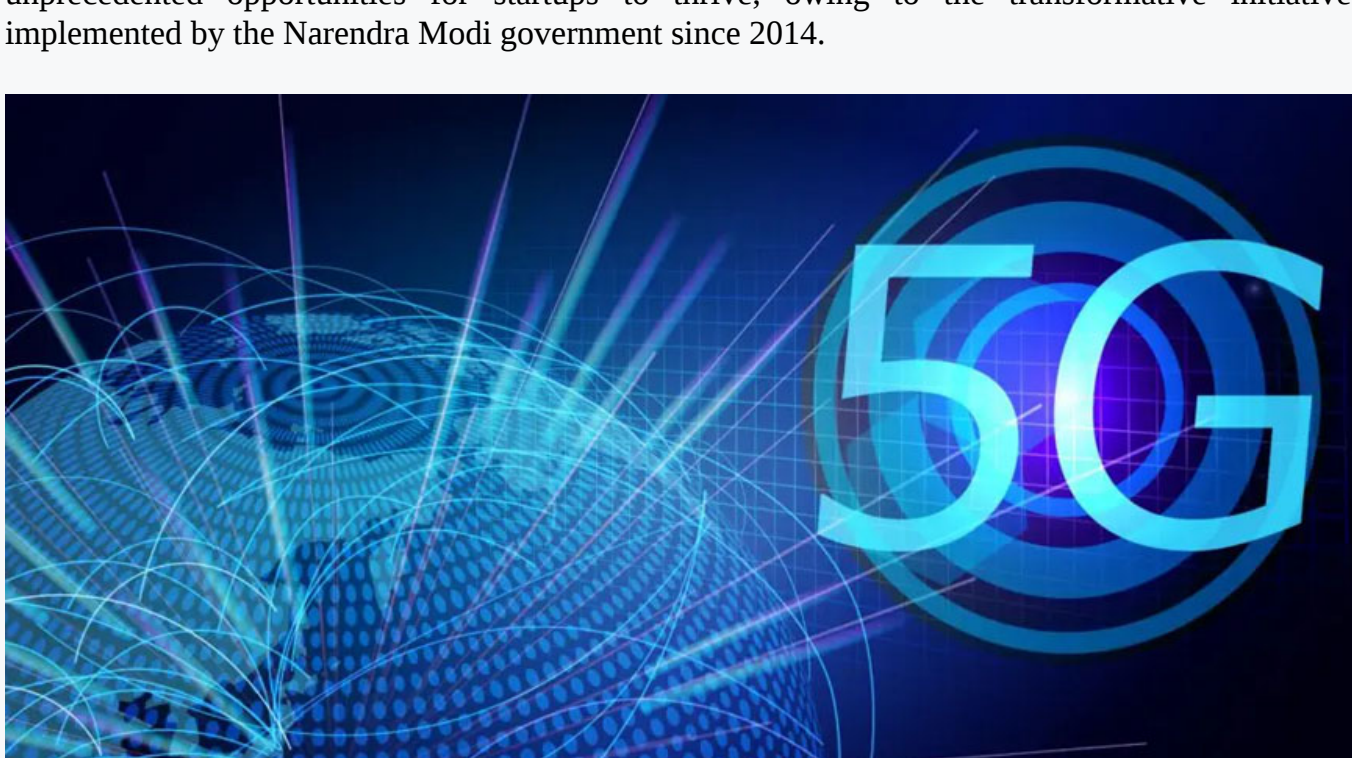 unprecedented opportunities for startups to thrive, owing to the transformative initiative
implemented by the Narendra Modi government since 2014.
5G